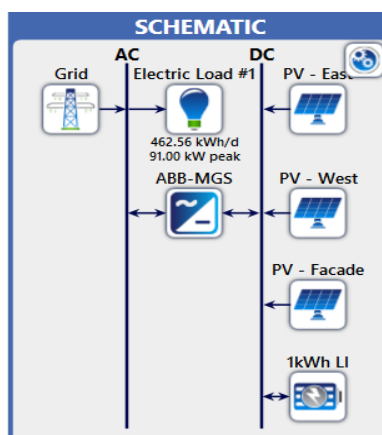 SCHEMATIC
AC DC
Grid Electric Load #1 PV - East
462.56 kWh/d
91.00 kW peak
ABB-MGS PV - West
PV - Facade
1kWh LI